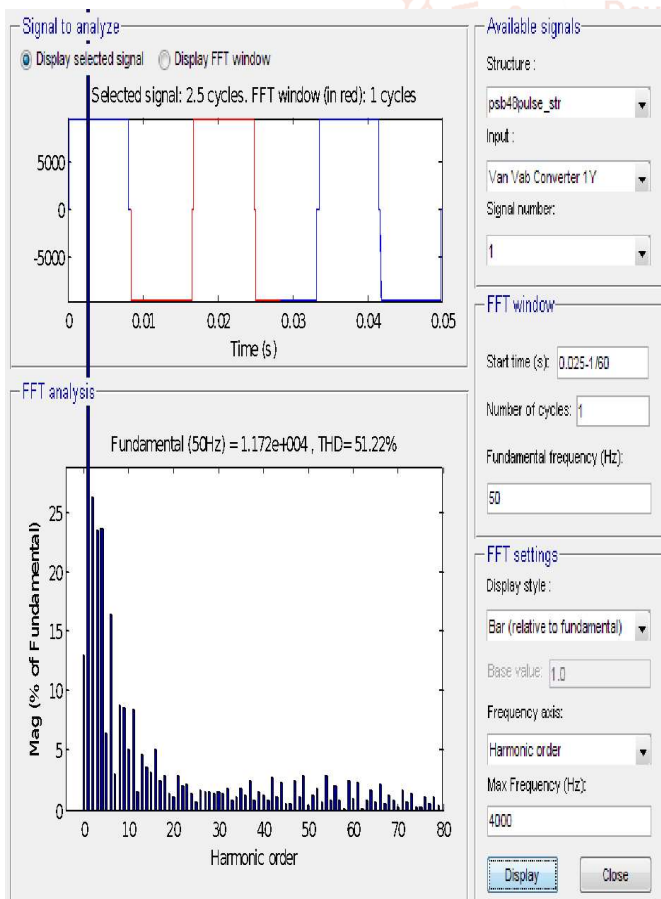 Signal to analyze
Display selected signal
Display FFT window
Selected signal: 2.5 cycles. FFT window (in red): 1 cycles
5000
0
-5000
0 0.01 0.02 0.03 0.04 0.05
Time (s)
FFT analysis
Fundamental (50Hz) = 1.172e+004 , THD= 51.22%
Mag (% of Fundamental)
25
20
15
10
5
0
0 10 20 30 40 50 60 70 80
Harmonic order
Available signals
Structure :
psb48pulse_str
Input :
Van Vab Converter 1Y
Signal number:
1
FFT window
Start time (s): 0.025-1/60
Number of cycles: 1
Fundamental frequency (Hz):
50
FFT settings
Display style :
Bar (relative to fundamental)
Base value: 1.0
Frequency axis:
Harmonic order
Max Frequency (Hz):
4000
Display
Close